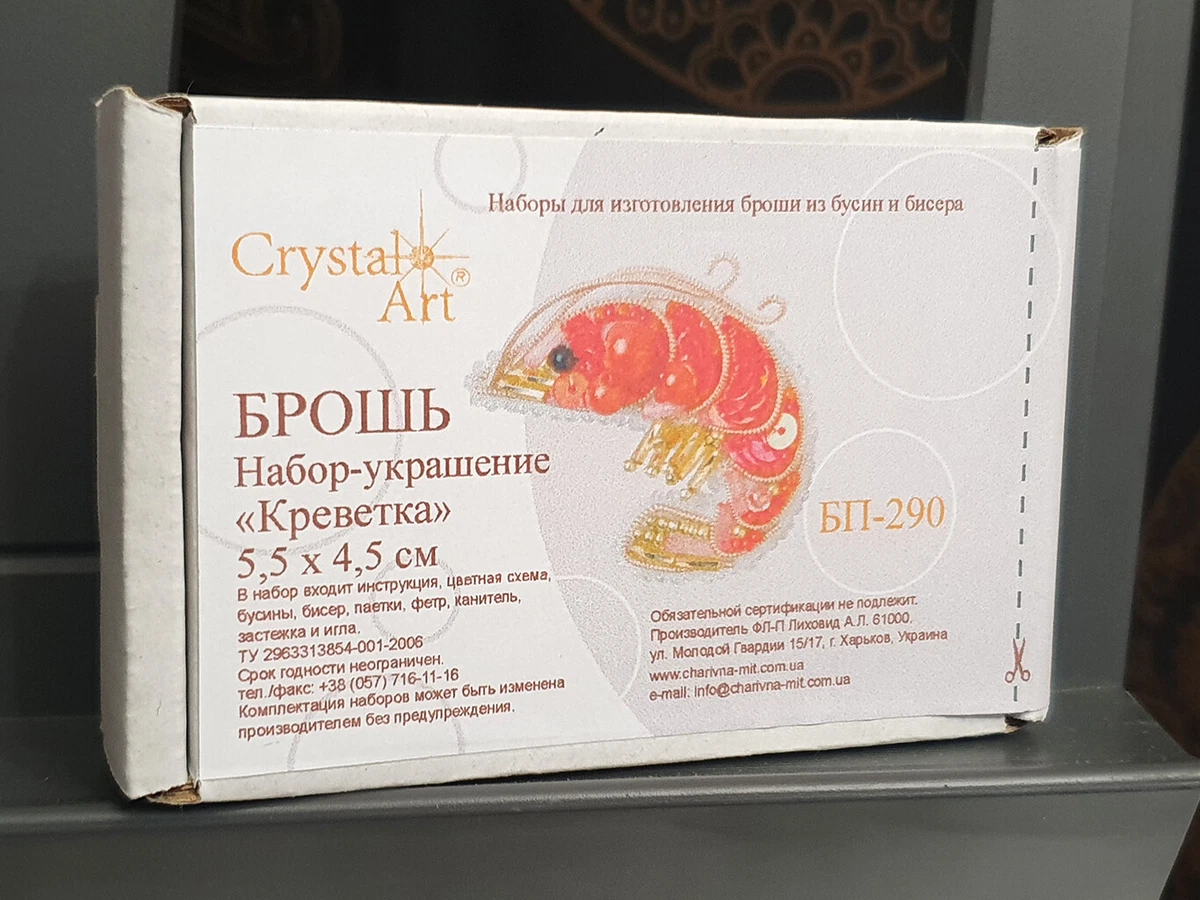 Наборы для изготовления броши из бусин и бисера
Crystal
Art ®
БРОШЬ
Набор-украшение
«Креветка»
5,5 х 4,5 см
В набор входит инструкция, цветная схема,
бусины, бисер, паетки, фетр, канитель,
застежка и игла.
ТУ 2963313854-001-2006
Срок годности неограничен.
тел./факс: +38 (057) 716-11-16
Комплектация наборов может быть изменена
производителем без предупреждения.
БП-290
Обязательной сертификации не подлежит.
Производитель ФЛ-П Лиховид А.Л. 61000.
ул. Молодой Гвардии 15/17, г. Харьков, Украина
www.charivna-mit.com.ua
e-mail: info@charivna-mit.com.ua